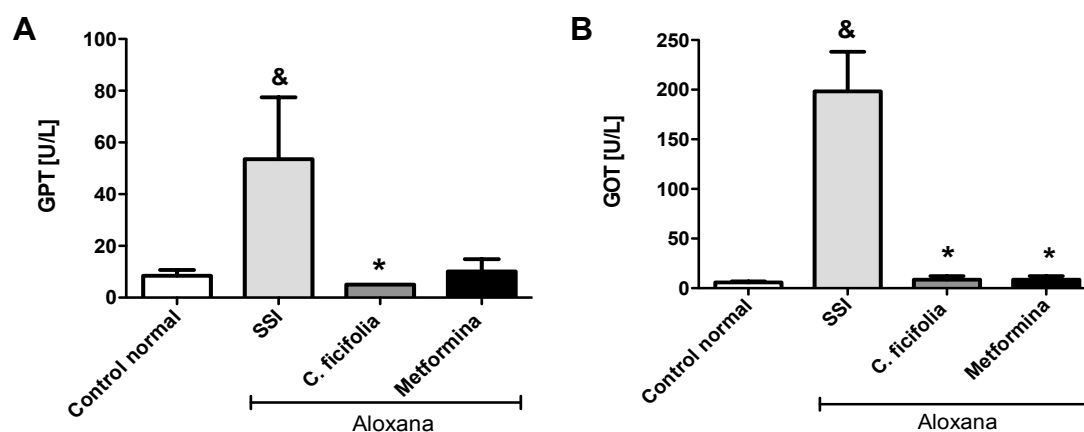 A
GPT [U/L]
100
80
60
40
20
0
&
*
Control normal
SSI
C. ficifolia
Metformina
Aloxana
B
GOT [U/L]
250
200
150
100
50
0
&
*
*
Control normal
SSI
C. ficifolia
Metformina
Aloxana